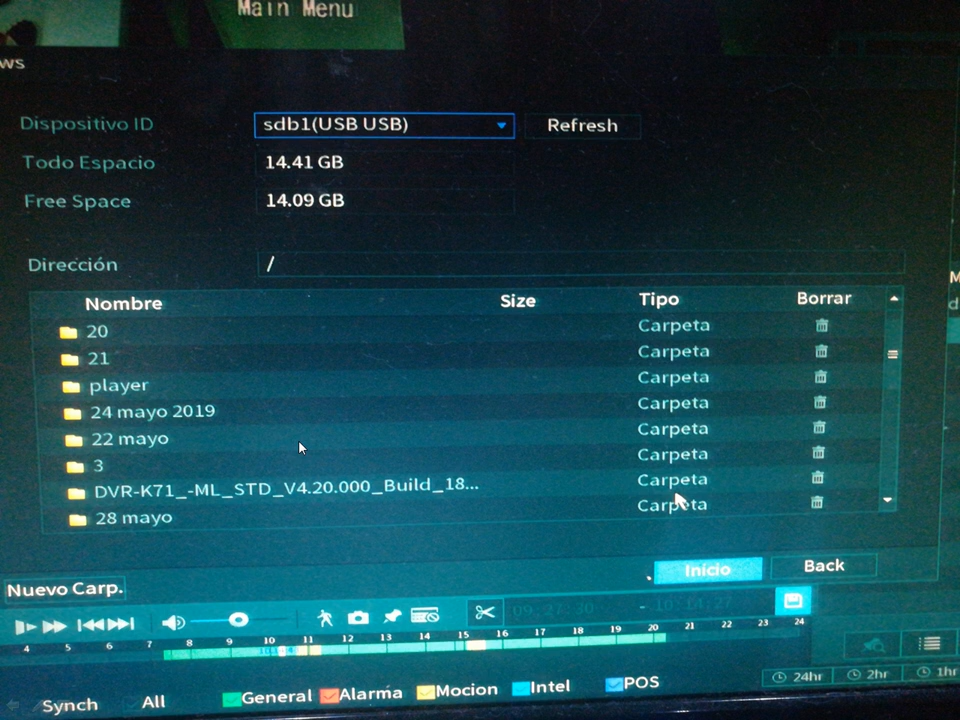 Main Menu
ws
Dispositivo ID sdb1(USB USB) Refresh
Todo Espacio 14.41 GB
Free Space 14.09 GB
Dirección /
Nombre Size Tipo Borrar
20 Carpeta
21 Carpeta
player Carpeta
24 mayo 2019 Carpeta
22 mayo Carpeta
3 Carpeta
DVR-K71_-ML_STD_V4.20.000_Build_18... Carpeta
28 mayo Carpeta
Inicio Back
Nuevo Carp.
4 5 6 7 8 9 10 11 12 13 14 15 16 17 18 19 20 21 22 23 24
24hr 2hr 1hr
Synch All General Alarma Mocion Intel POS